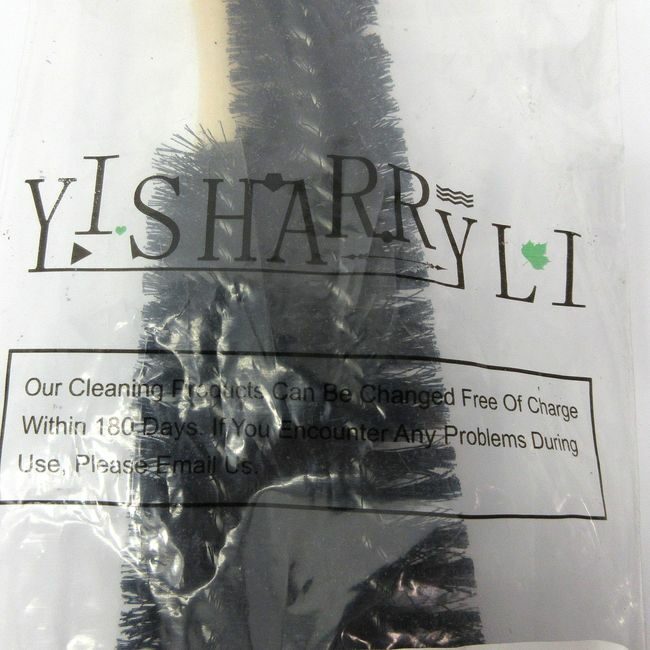 YISHARRYLI
Our Cleaning Products Can Be Changed Free Of Charge
Within 180 Days. If You Encounter Any Problems During
Use, Please Email Us.